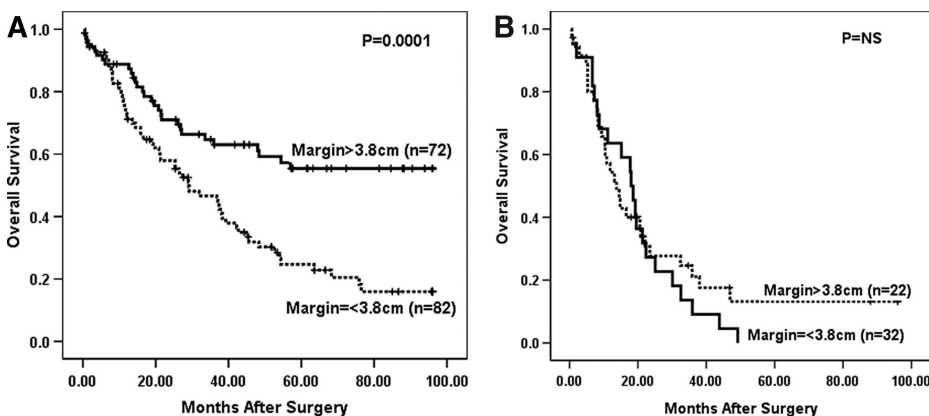 A
P=0.0001
1.0
0.8
0.6
0.4
0.2
0.0
Overall Survival
Margin>3.8cm (n=72)
Margin=<3.8cm (n=82)
0.00 20.00 40.00 60.00 80.00 100.00
Months After Surgery
B
P=NS
1.0
0.8
0.6
0.4
0.2
0.0
Overall Survival
Margin>3.8cm (n=22)
Margin=<3.8cm (n=32)
0.00 20.00 40.00 60.00 80.00 100.00
Months After Surgery